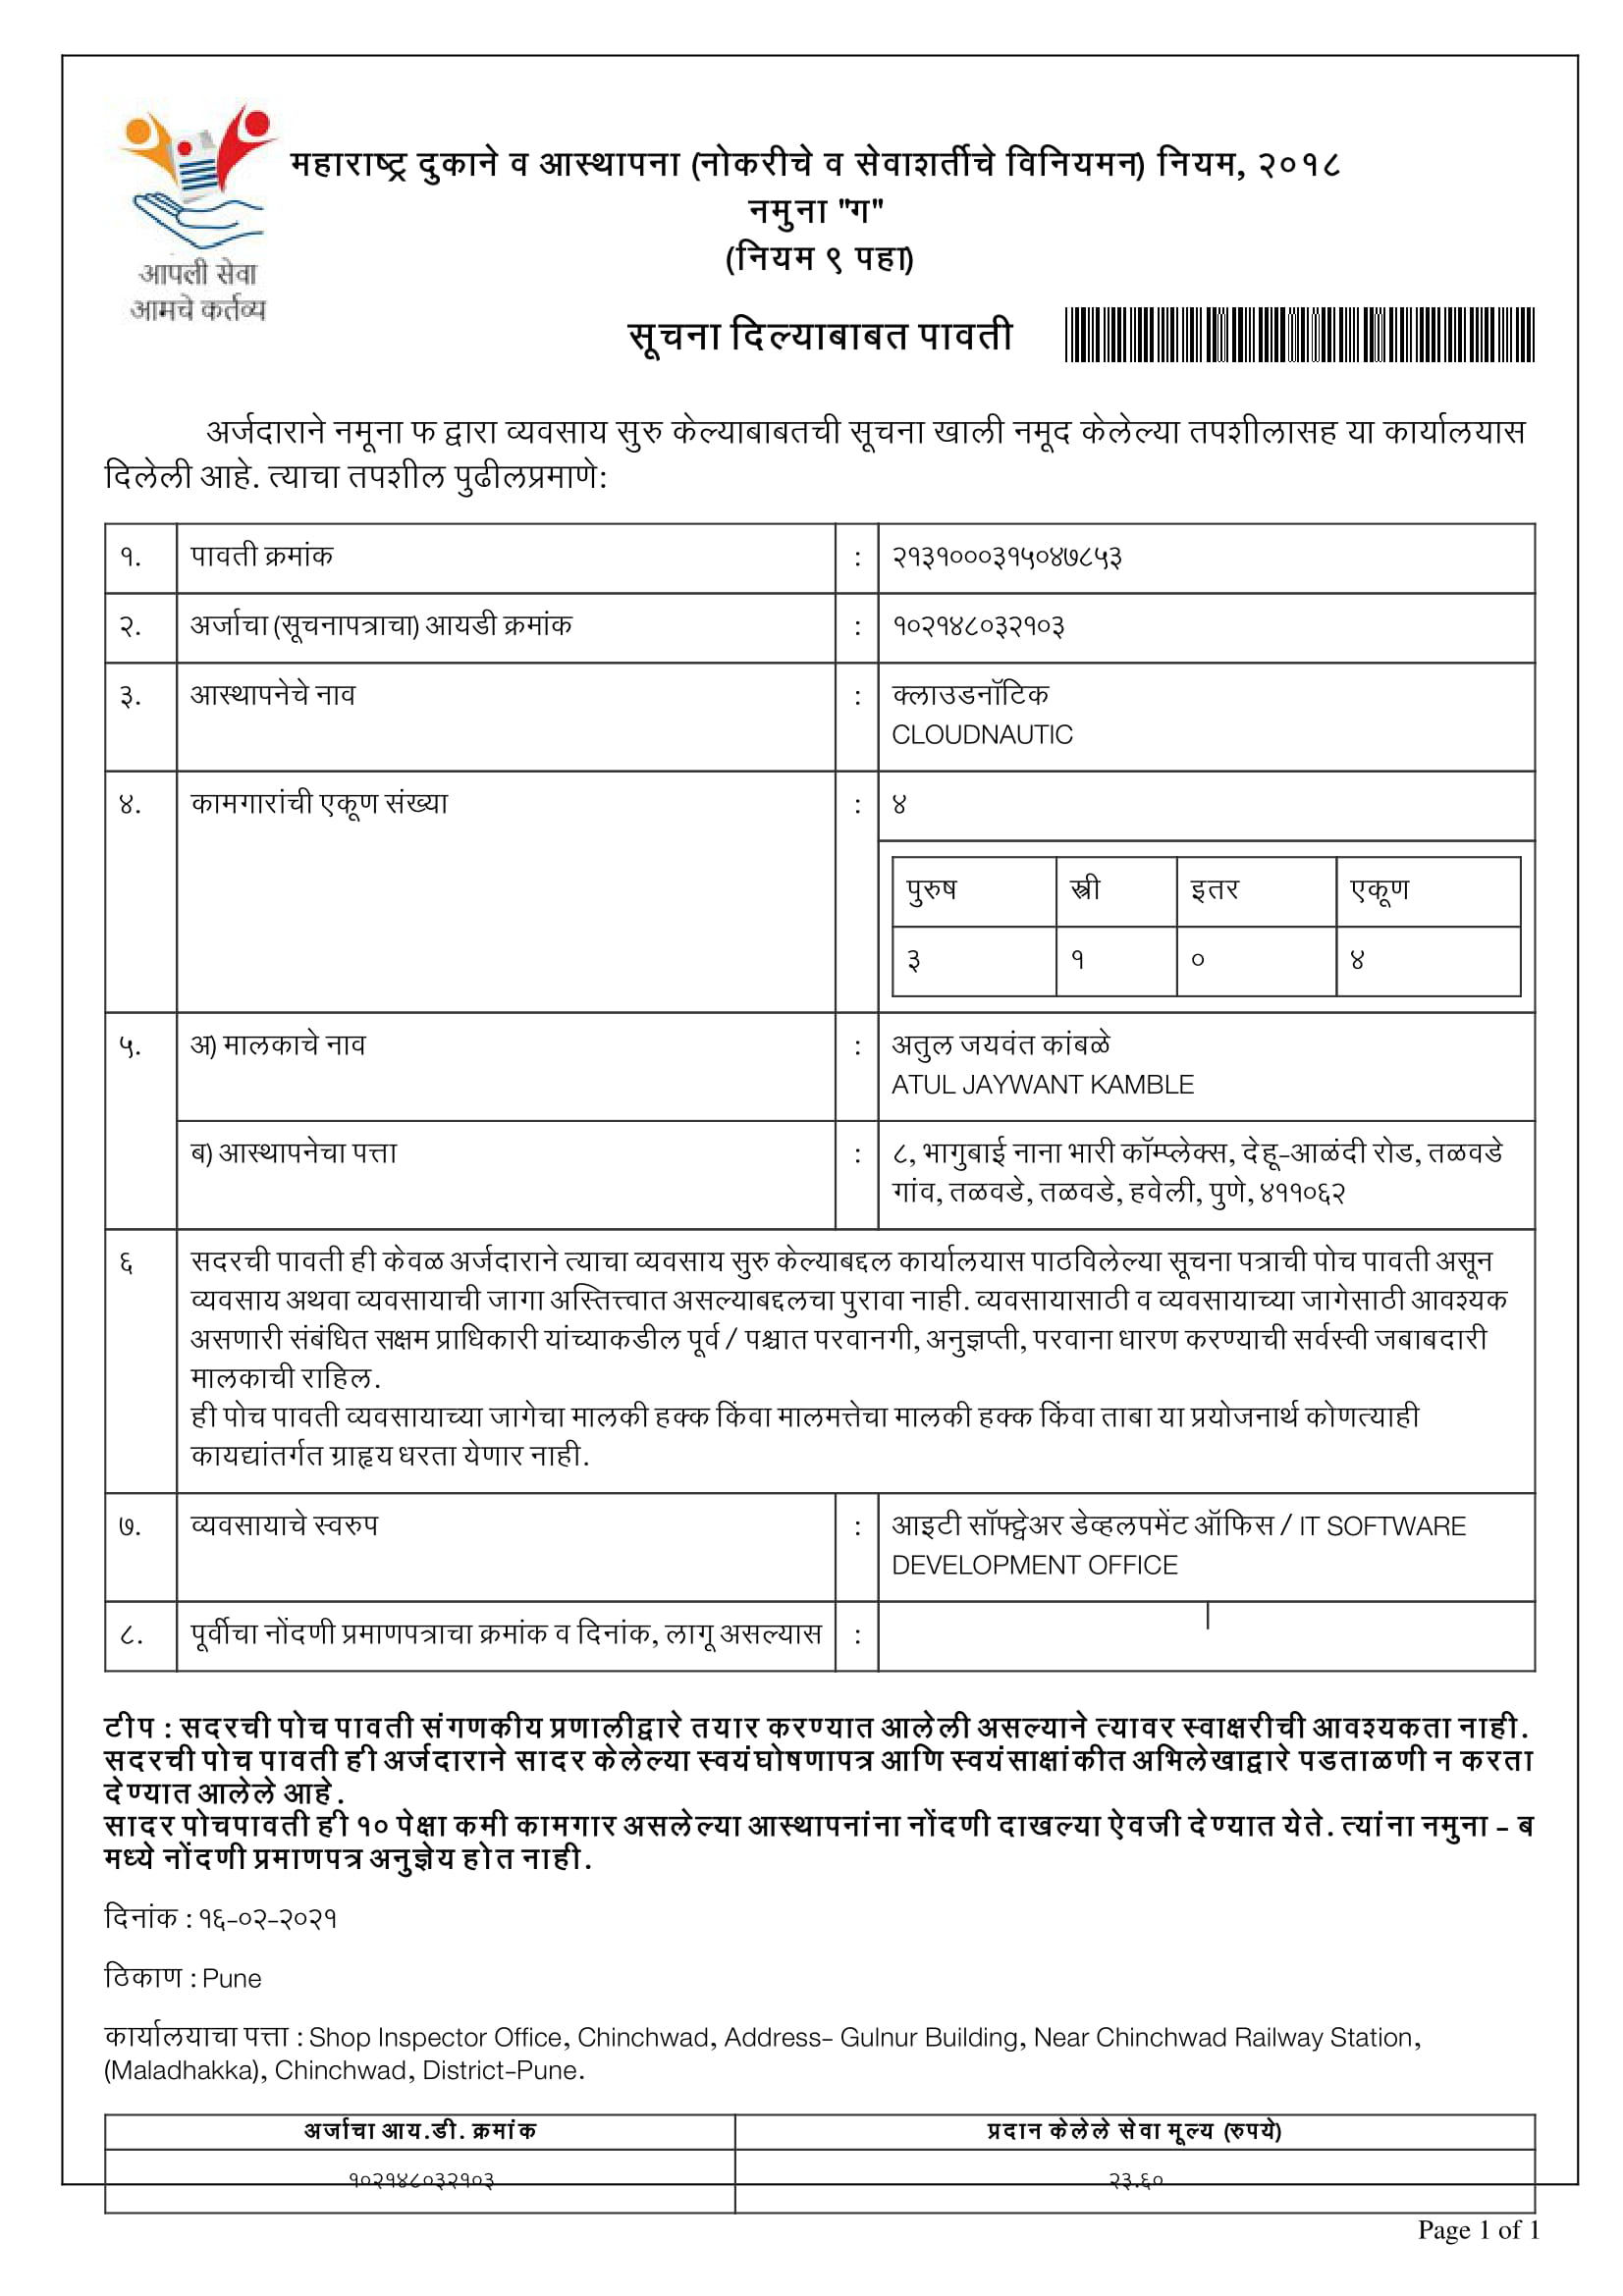 आपली सेवा
आमचे कर्तव्य
महाराष्ट्र दुकाने व आस्थापना (नोकरीचे व सेवाशर्तीचे विनियमन) नियम, २०१८
नमुना "ग"
(नियम ९ पहा)
सूचना दिल्याबाबत पावती
अर्जदाराने नमूना फ द्वारा व्यवसाय सुरु केल्याबाबतची सूचना खाली नमूद केलेल्या तपशीलासह या कार्यालयास
दिलेली आहे. त्याचा तपशील पुढीलप्रमाणे:
१. पावती क्रमांक : २१३१०००३१५०४७८५३
२. अर्जाचा (सूचनापत्राचा) आयडी क्रमांक : १०२१४८०३२१०३
३. आस्थापनेचे नाव : क्लाउडनॉटिक
CLOUDNAUTIC
४. कामगारांची एकूण संख्या : ४
पुरुष स्त्री इतर एकूण
३ १ ० ४
५. अ) मालकाचे नाव : अतुल जयवंत कांबळे
ATUL JAYWANT KAMBLE
ब) आस्थापनेचा पत्ता : ८, भागुबाई नाना भारी कॉम्प्लेक्स, देहू-आळंदी रोड, तळवडे
गांव, तळवडे, तळवडे, हवेली, पुणे, ४११०६२
६ सदरची पावती ही केवळ अर्जदाराने त्याचा व्यवसाय सुरु केल्याबद्दल कार्यालयास पाठविलेल्या सूचना पत्राची पोच पावती असून
व्यवसाय अथवा व्यवसायाची जागा अस्तित्त्वात असल्याबद्दलचा पुरावा नाही. व्यवसायासाठी व व्यवसायाच्या जागेसाठी आवश्यक
असणारी संबंधित सक्षम प्राधिकारी यांच्याकडील पूर्व / पश्चात परवानगी, अनुज्ञप्ती, परवाना धारण करण्याची सर्वस्वी जबाबदारी
मालकाची राहिल.
ही पोच पावती व्यवसायाच्या जागेचा मालकी हक्क किंवा मालमत्तेचा मालकी हक्क किंवा ताबा या प्रयोजनार्थ कोणत्याही
कायद्यांतर्गत ग्राहृय धरता येणार नाही.
७. व्यवसायाचे स्वरुप : आइटी सॉफ्ट्वेअर डेव्हलपमेंट ऑफिस / IT SOFTWARE
DEVELOPMENT OFFICE
८. पूर्वीचा नोंदणी प्रमाणपत्राचा क्रमांक व दिनांक, लागू असल्यास :
टीप : सदरची पोच पावती संगणकीय प्रणालीद्वारे तयार करण्यात आलेली असल्याने त्यावर स्वाक्षरीची आवश्यकता नाही.
सदरची पोच पावती ही अर्जदाराने सादर केलेल्या स्वयंघोषणापत्र आणि स्वयंसाक्षांकीत अभिलेखाद्वारे पडताळणी न करता
देण्यात आलेले आहे.
सादर पोचपावती ही १० पेक्षा कमी कामगार असलेल्या आस्थापनांना नोंदणी दाखल्या ऐवजी देण्यात येते. त्यांना नमुना - ब
मध्ये नोंदणी प्रमाणपत्र अनुज्ञेय होत नाही.
दिनांक : १६-०२-२०२१
ठिकाण : Pune
कार्यालयाचा पत्ता : Shop Inspector Office, Chinchwad, Address- Gulnur Building, Near Chinchwad Railway Station,
(Maladhakka), Chinchwad, District-Pune.
अर्जाचा आय.डी. क्रमांक प्रदान केलेले सेवा मूल्य (रुपये)
१०२१४८०३२१०३ २३.६०
Page 1 of 1